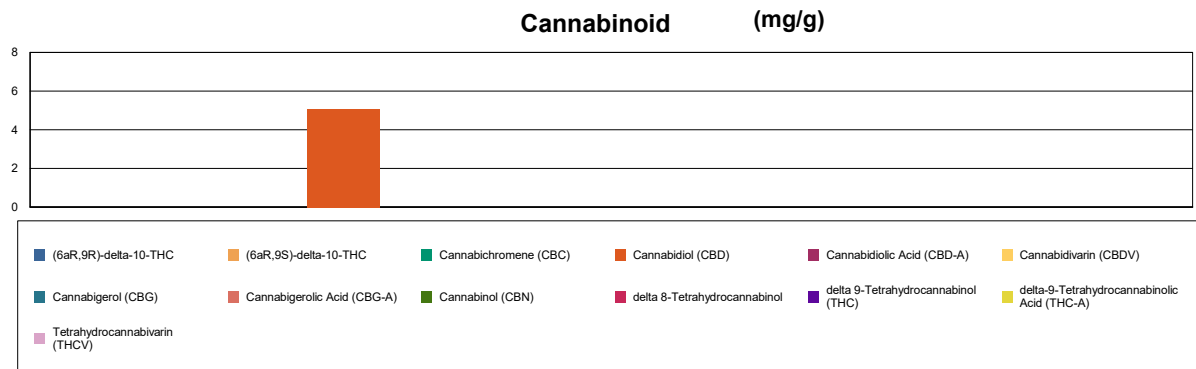 Cannabinoid (mg/g)
8
6
4
2
0
(6aR,9R)-delta-10-THC
(6aR,9S)-delta-10-THC
Cannabichromene (CBC)
Cannabidiol (CBD)
Cannabidiolic Acid (CBD-A)
Cannabidivarin (CBDV)
Cannabigerol (CBG)
Cannabigerolic Acid (CBG-A)
Cannabinol (CBN)
delta 8-Tetrahydrocannabinol
delta 9-Tetrahydrocannabinol
(THC)
delta-9-Tetrahydrocannabinolic
Acid (THC-A)
Tetrahydrocannabivarin
(THCV)